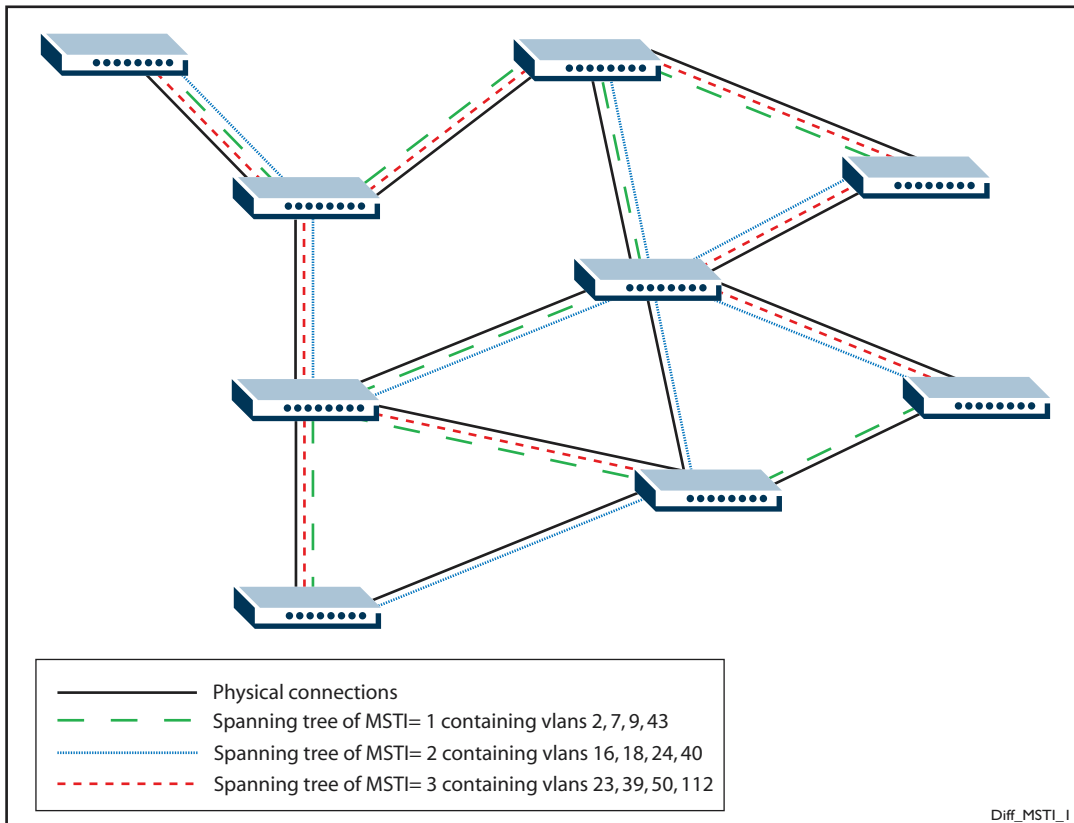 Physical connections
Spanning tree of MSTI= 1 containing vlans 2, 7, 9, 43
Spanning tree of MSTI= 2 containing vlans 16, 18, 24, 40
Spanning tree of MSTI= 3 containing vlans 23, 39, 50, 112
Diff_MSTI_1